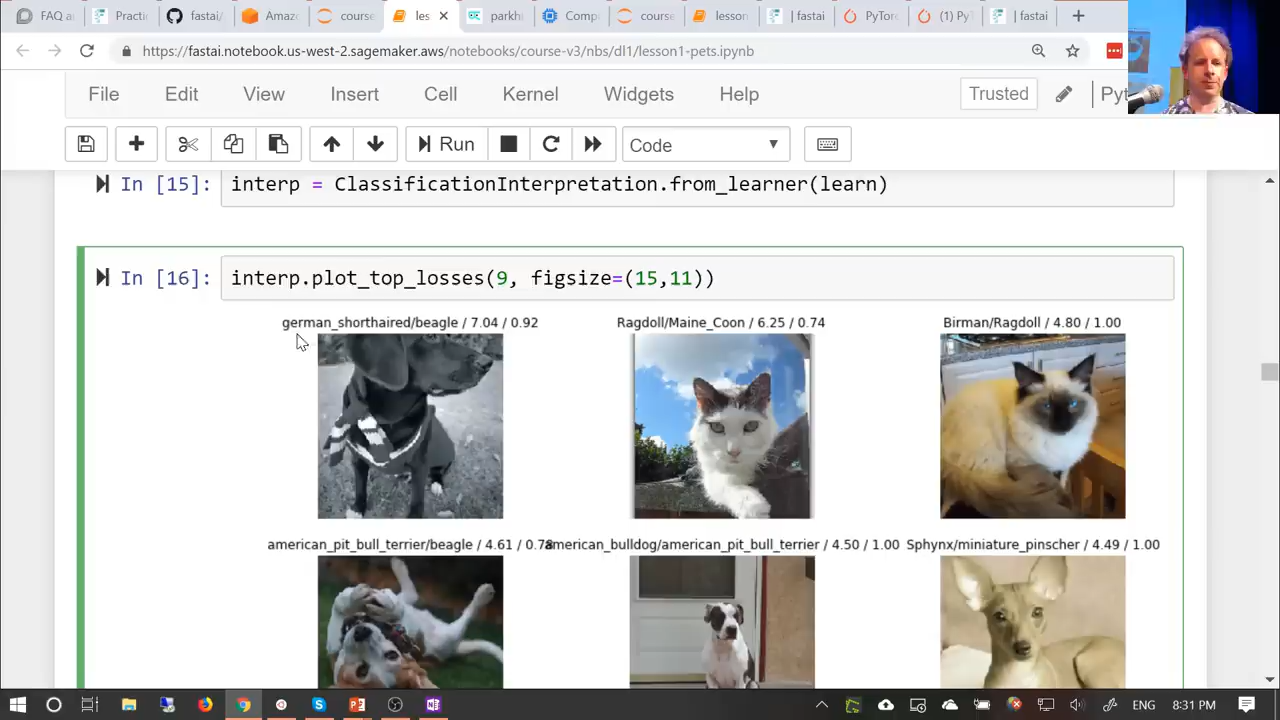 FAQ an
Practi
fastai/
Amaz
course
les
parkh
Comp
course
lesson
| fastai
PyTor
(1) Py
| fastai
https://fastai.notebook.us-west-2.sagemaker.aws/notebooks/course-v3/nbs/dl1/lesson1-pets.ipynb
File Edit View Insert Cell Kernel Widgets Help Trusted Pyt
Run Code
In [15]: interp = ClassificationInterpretation.from_learner(learn)
In [16]: interp.plot_top_losses(9, figsize=(15,11))
german_shorthaired/beagle / 7.04 / 0.92
Ragdoll/Maine_Coon / 6.25 / 0.74
Birman/Ragdoll / 4.80 / 1.00
american_pit_bull_terrier/beagle / 4.61 / 0.78
american_bulldog/american_pit_bull_terrier / 4.50 / 1.00
Sphynx/miniature_pinscher / 4.49 / 1.00
ENG 8:31 PM